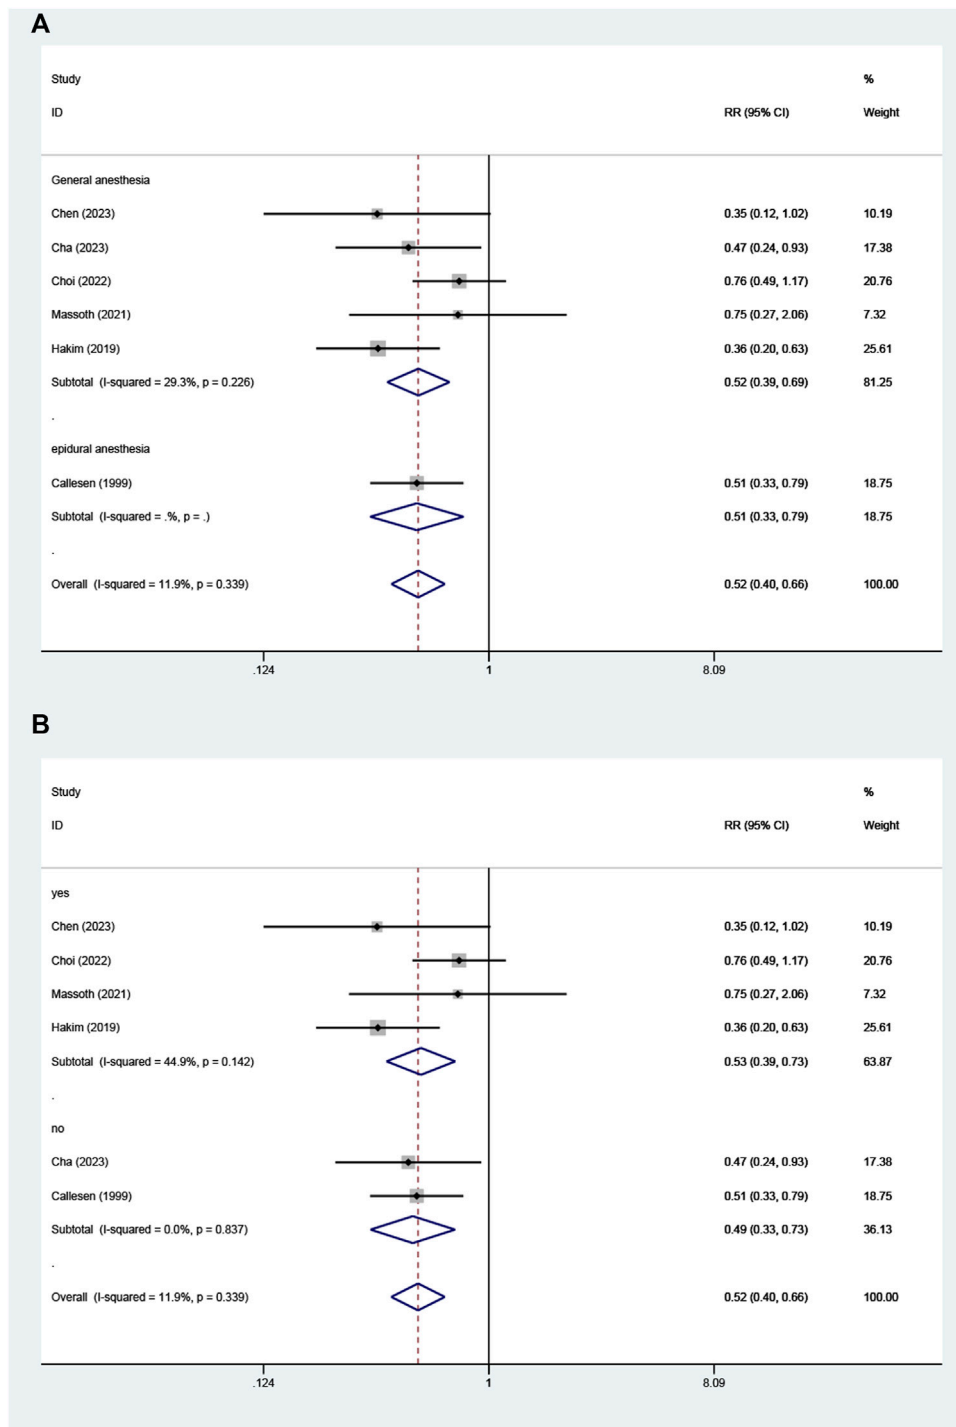 A
Study %
ID RR (95% CI) Weight
General anesthesia
Chen (2023) 0.35 (0.12, 1.02) 10.19
Cha (2023) 0.47 (0.24, 0.93) 17.38
Choi (2022) 0.76 (0.49, 1.17) 20.76
Massoth (2021) 0.75 (0.27, 2.06) 7.32
Hakim (2019) 0.36 (0.20, 0.63) 25.61
Subtotal (I-squared = 29.3%, p = 0.226) 0.52 (0.39, 0.69) 81.25
.
epidural anesthesia
Callesen (1999) 0.51 (0.33, 0.79) 18.75
Subtotal (I-squared = .%, p = .) 0.51 (0.33, 0.79) 18.75
.
Overall (I-squared = 11.9%, p = 0.339) 0.52 (0.40, 0.66) 100.00
.124 1 8.09
B
Study %
ID RR (95% CI) Weight
yes
Chen (2023) 0.35 (0.12, 1.02) 10.19
Choi (2022) 0.76 (0.49, 1.17) 20.76
Massoth (2021) 0.75 (0.27, 2.06) 7.32
Hakim (2019) 0.36 (0.20, 0.63) 25.61
Subtotal (I-squared = 44.9%, p = 0.142) 0.53 (0.39, 0.73) 63.87
.
no
Cha (2023) 0.47 (0.24, 0.93) 17.38
Callesen (1999) 0.51 (0.33, 0.79) 18.75
Subtotal (I-squared = 0.0%, p = 0.837) 0.49 (0.33, 0.73) 36.13
.
Overall (I-squared = 11.9%, p = 0.339) 0.52 (0.40, 0.66) 100.00
.124 1 8.09